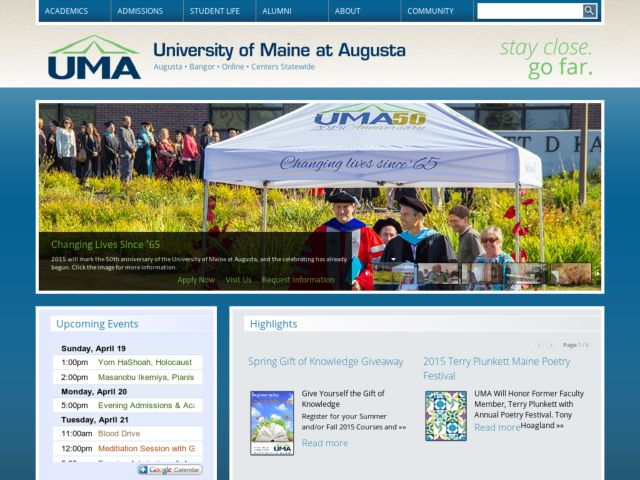 ACADEMICS ADMISSIONS STUDENT LIFE ALUMNI ABOUT COMMUNITY
UMA
University of Maine at Augusta
Augusta • Bangor • Online • Centers Statewide
stay close.
go far.
UMA50
2015 Anniversary
Changing lives since '65
Changing Lives Since '65
2015 will mark the 50th anniversary of the University of Maine at Augusta, and the celebrating has already
begun. Click the image for more information.
Apply Now Visit Us Request Information
Upcoming Events
Sunday, April 19
1:00pm Yom HaShoah, Holocaust
2:00pm Masanobu Ikemiya, Pianis
Monday, April 20
5:00pm Evening Admissions & Aca
Tuesday, April 21
11:00am Blood Drive
12:00pm Meditation Session with G
Google Calendar
Highlights
Page:1/6
Spring Gift of Knowledge Giveaway
Give Yourself the Gift of
Knowledge
Register for your Summer
and/or Fall 2015 Courses and »»
Read more
2015 Terry Plunkett Maine Poetry
Festival
UMA Will Honor Former Faculty
Member, Terry Plunkett with
Annual Poetry Festival. Tony
Hoagland »»
Read more